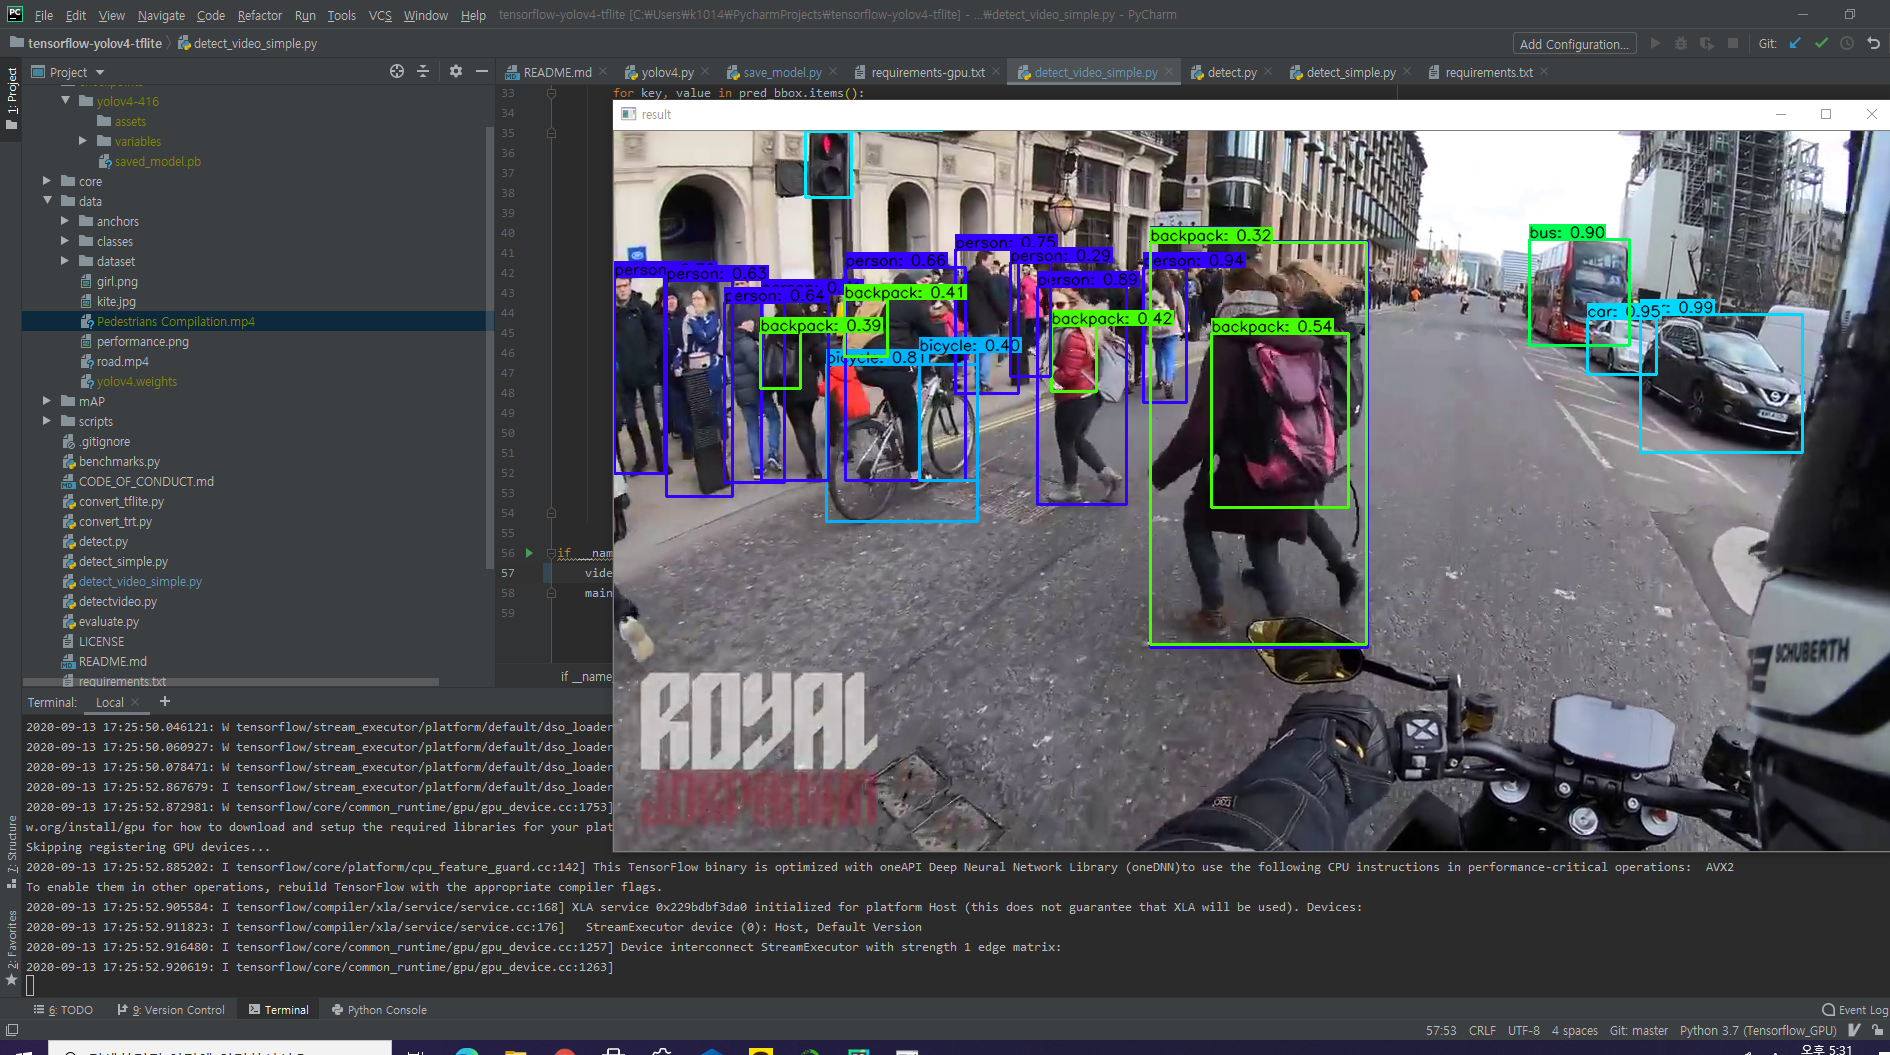 File Edit View Navigate Code Refactor Run Tools VCS Window Help tensorflow-yolov4-tflite [C:₩Users₩k1014₩PycharmProjects₩tensorflow-yolov4-tflite] - ...₩detect_video_simple.py - PyCharm
tensorflow-yolov4-tflite detect_video_simple.py Add Configuration... Git:
1: Project
Project
README.md yolov4.py save_model.py requirements-gpu.txt detect_video_simple.py detect.py detect_simple.py requirements.txt
yolov4-416
assets
variables
saved_model.pb
core
data
anchors
classes
dataset
girl.png
kite.jpg
Pedestrians Compilation.mp4
performance.png
road.mp4
yolov4.weights
mAP
scripts
.gitignore
benchmarks.py
CODE_OF_CONDUCT.md
convert_tflite.py
convert_trt.py
detect.py
detect_simple.py
detect_video_simple.py
detectvideo.py
evaluate.py
LICENSE
README.md
requirements.txt
33 for key, value in pred_bbox.items():
34
35
36
37
38
39
40
41
42
43
44
45
46
47
48
49
50
51
52
53
54
55
56 if __nam
57 vide
58 main
59
if __name
result
person: 0.75
backpack: 0.32
bus: 0.90
person: 0.66
person: 0.29
person: 0.94
person
person: 0.63
person: 0.89
person: 0.64
backpack: 0.41
car: 0.95
0.99
backpack: 0.39
backpack: 0.42
backpack: 0.54
bicycle: 0.40
bicycle: 0.81
SCHUBERTH
ROYAL
JORDANIAN
Terminal: Local
2020-09-13 17:25:50.046121: W tensorflow/stream_executor/platform/default/dso_loader
2020-09-13 17:25:50.060927: W tensorflow/stream_executor/platform/default/dso_loader
2020-09-13 17:25:50.078471: W tensorflow/stream_executor/platform/default/dso_loader
2020-09-13 17:25:52.867679: I tensorflow/stream_executor/platform/default/dso_loader
2020-09-13 17:25:52.872981: W tensorflow/core/common_runtime/gpu/gpu_device.cc:1753]
w.org/install/gpu for how to download and setup the required libraries for your plat
Skipping registering GPU devices...
2020-09-13 17:25:52.885202: I tensorflow/core/platform/cpu_feature_guard.cc:142] This TensorFlow binary is optimized with oneAPI Deep Neural Network Library (oneDNN)to use the following CPU instructions in performance-critical operations: AVX2
To enable them in other operations, rebuild TensorFlow with the appropriate compiler flags.
2020-09-13 17:25:52.905584: I tensorflow/compiler/xla/service/service.cc:168] XLA service 0x229bdbf3da0 initialized for platform Host (this does not guarantee that XLA will be used). Devices:
2020-09-13 17:25:52.911823: I tensorflow/compiler/xla/service/service.cc:176] StreamExecutor device (0): Host, Default Version
2020-09-13 17:25:52.916480: I tensorflow/core/common_runtime/gpu/gpu_device.cc:1257] Device interconnect StreamExecutor with strength 1 edge matrix:
2020-09-13 17:25:52.920619: I tensorflow/core/common_runtime/gpu/gpu_device.cc:1263]
7: Structure
2: Favorites
6: TODO 9: Version Control Terminal Python Console Event Log
57:53 CRLF UTF-8 4 spaces Git: master Python 3.7 (Tensorflow_GPU)
오후 5:31